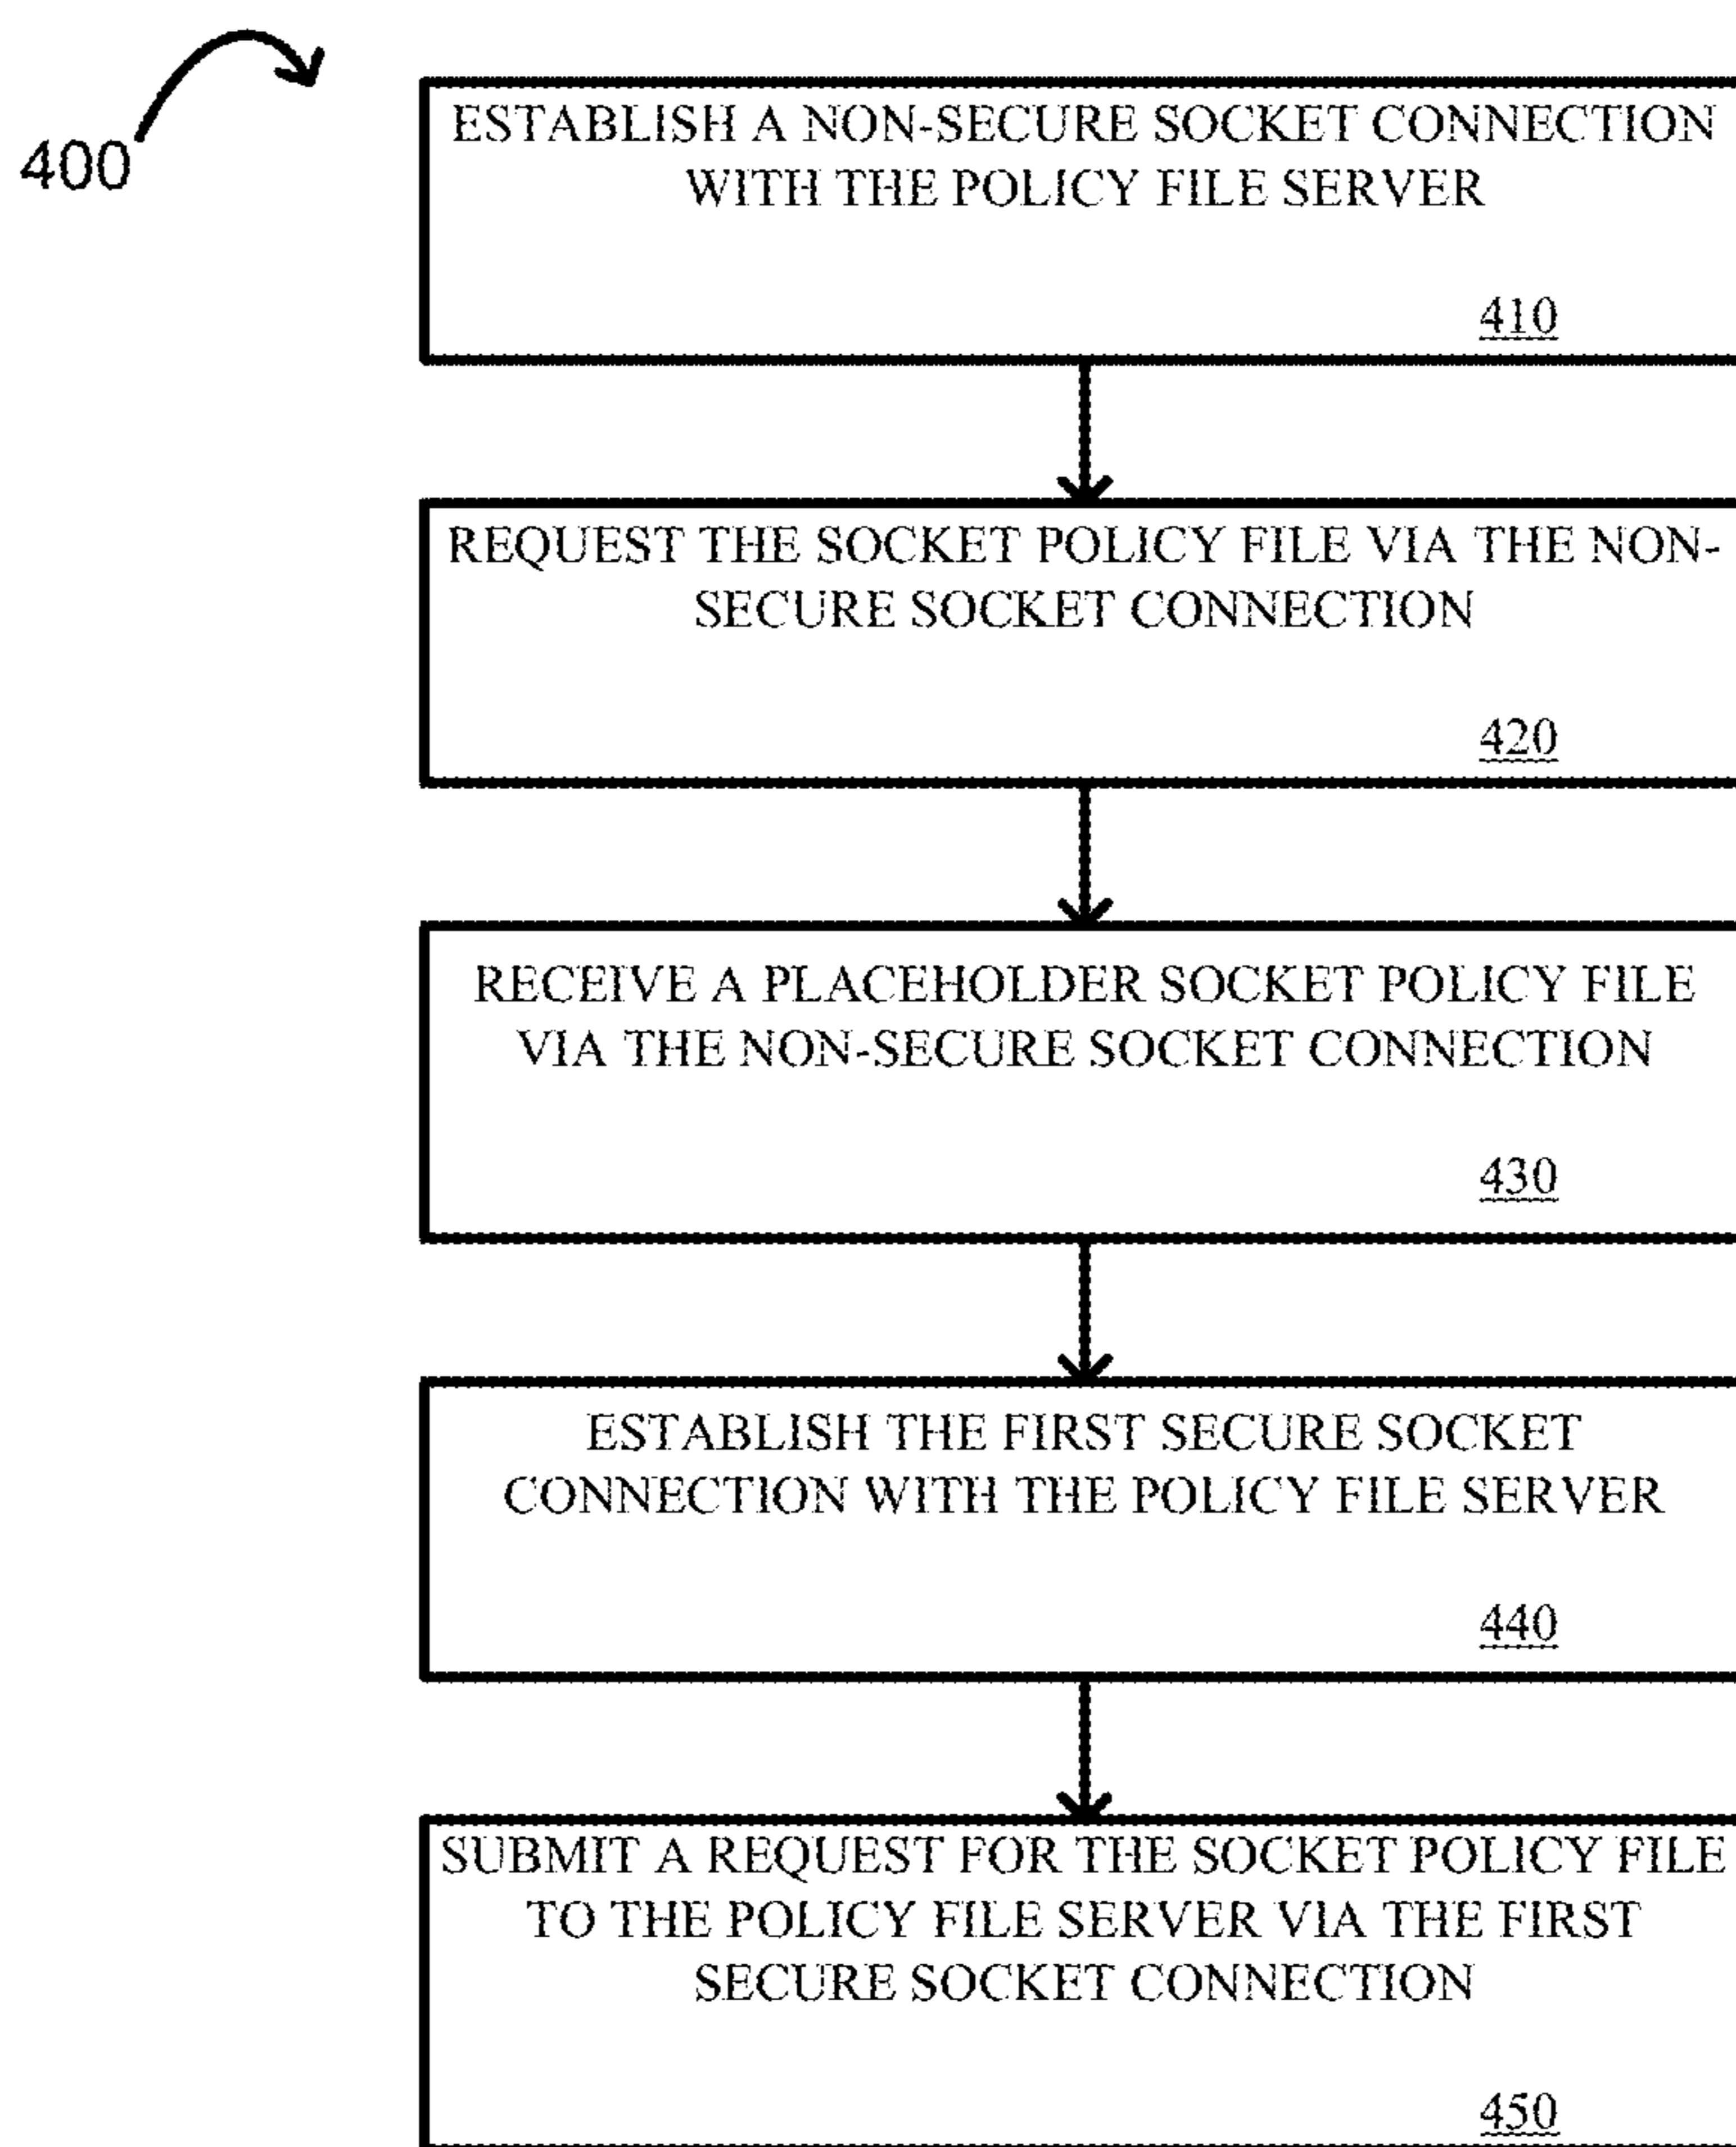 400
ESTABLISH A NON-SECURE SOCKET CONNECTION
WITH THE POLICY FILE SERVER
410
REQUEST THE SOCKET POLICY FILE VIA THE NON-
SECURE SOCKET CONNECTION
420
RECEIVE A PLACEHOLDER SOCKET POLICY FILE
VIA THE NON-SECURE SOCKET CONNECTION
430
ESTABLISH THE FIRST SECURE SOCKET
CONNECTION WITH THE POLICY FILE SERVER
440
SUBMIT A REQUEST FOR THE SOCKET POLICY FILE
TO THE POLICY FILE SERVER VIA THE FIRST
SECURE SOCKET CONNECTION
450